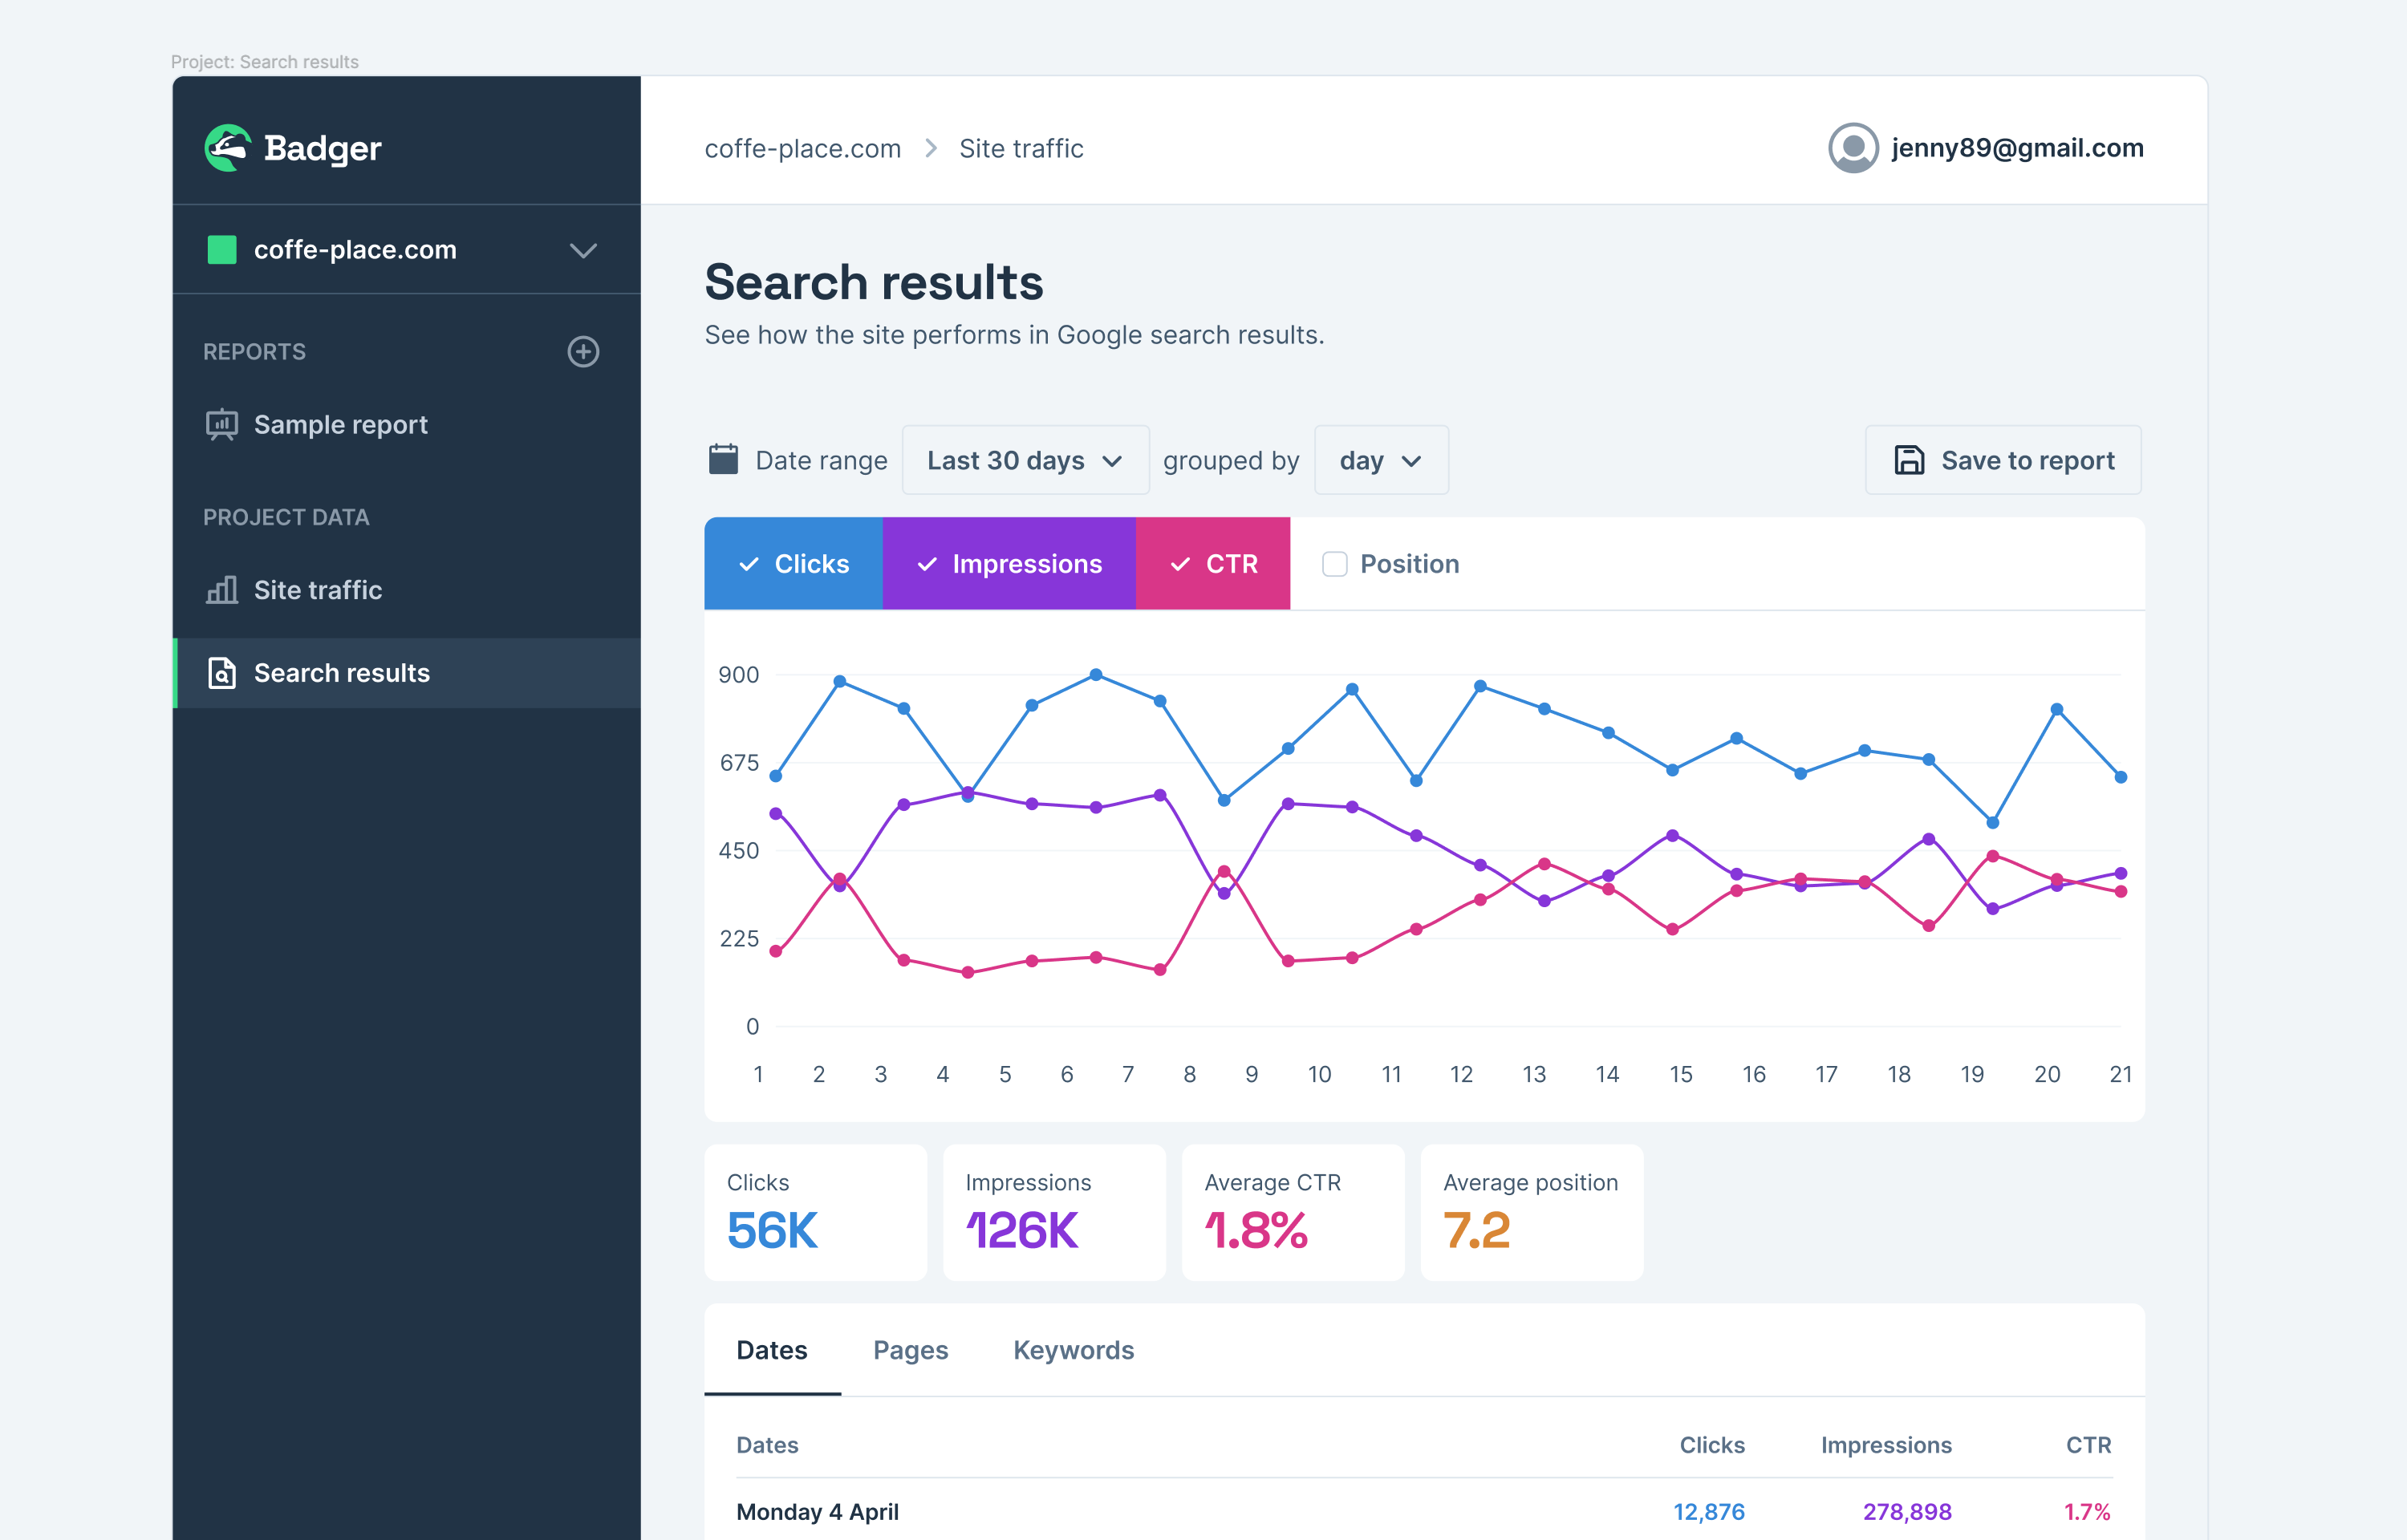 Project: Search results
Badger
coffe-place.com
REPORTS
Sample report
PROJECT DATA
Site traffic
Search results
coffe-place.com Site traffic
jenny89@gmail.com
Search results
See how the site performs in Google search results.
Date range Last 30 days grouped by day
Save to report
Clicks Impressions CTR Position
900
675
450
225
0
1 2 3 4 5 6 7 8 9 10 11 12 13 14 15 16 17 18 19 20 21
Clicks
56K
Impressions
126K
Average CTR
1.8%
Average position
7.2
Dates Pages Keywords
Dates Clicks Impressions CTR
Monday 4 April 12,876 278,898 1.7%